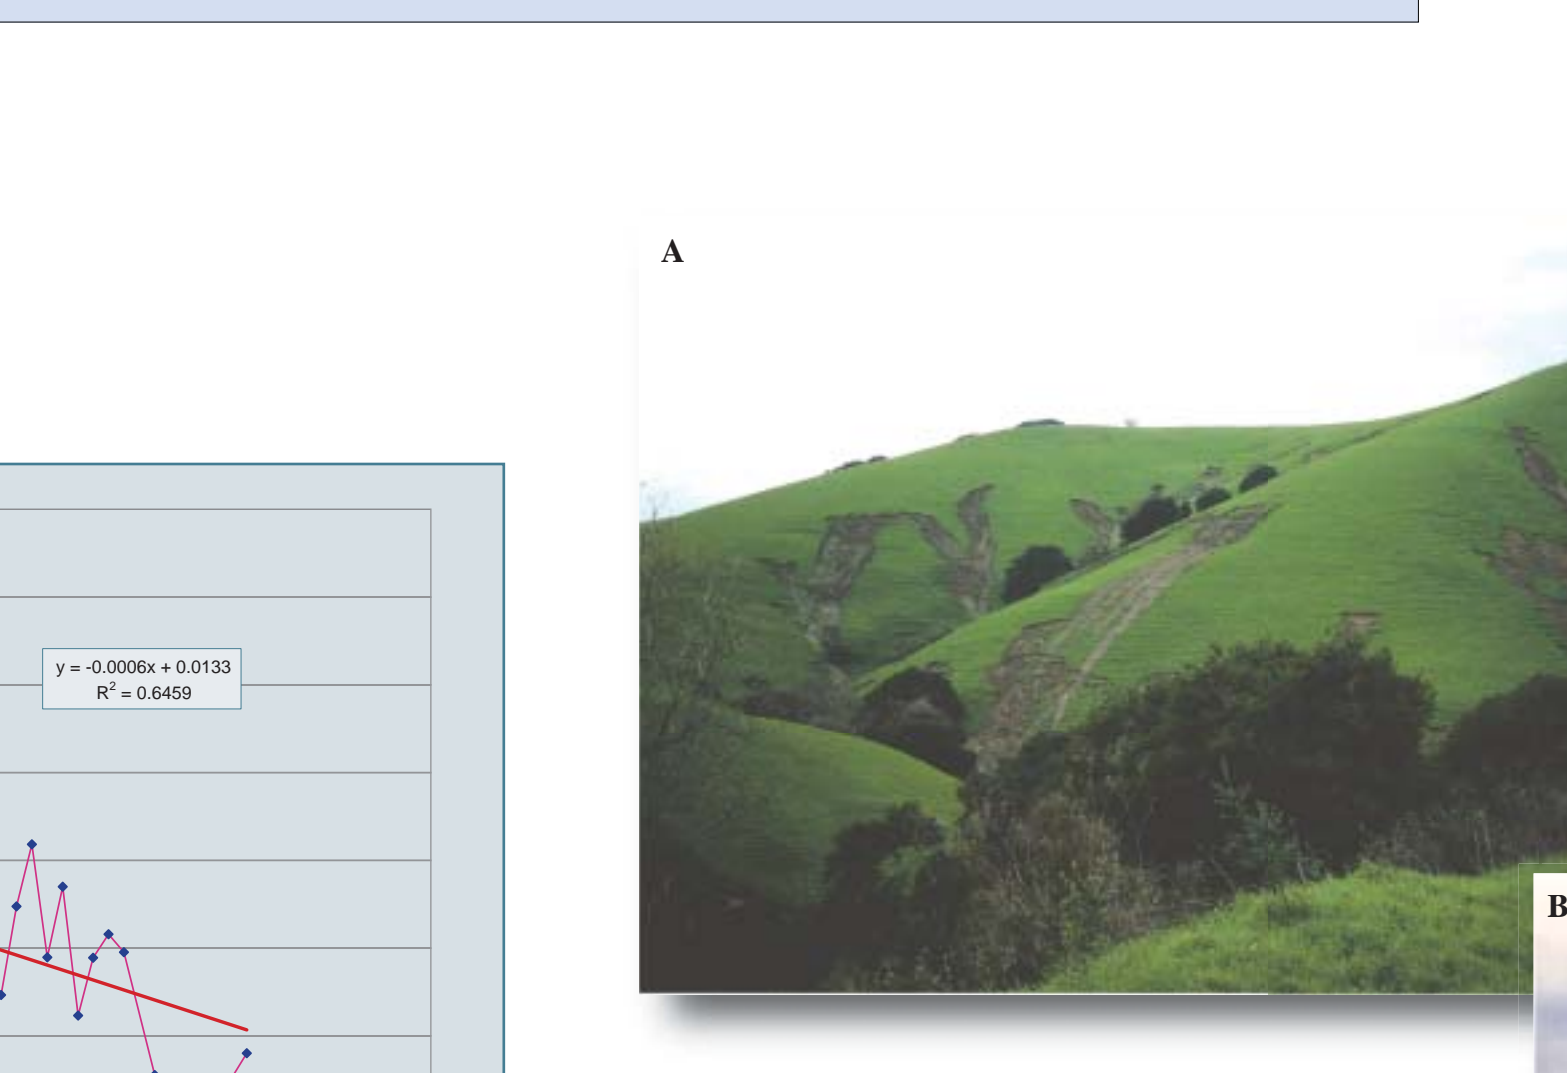 A
y = -0.0006x + 0.0133
R² = 0.6459
B